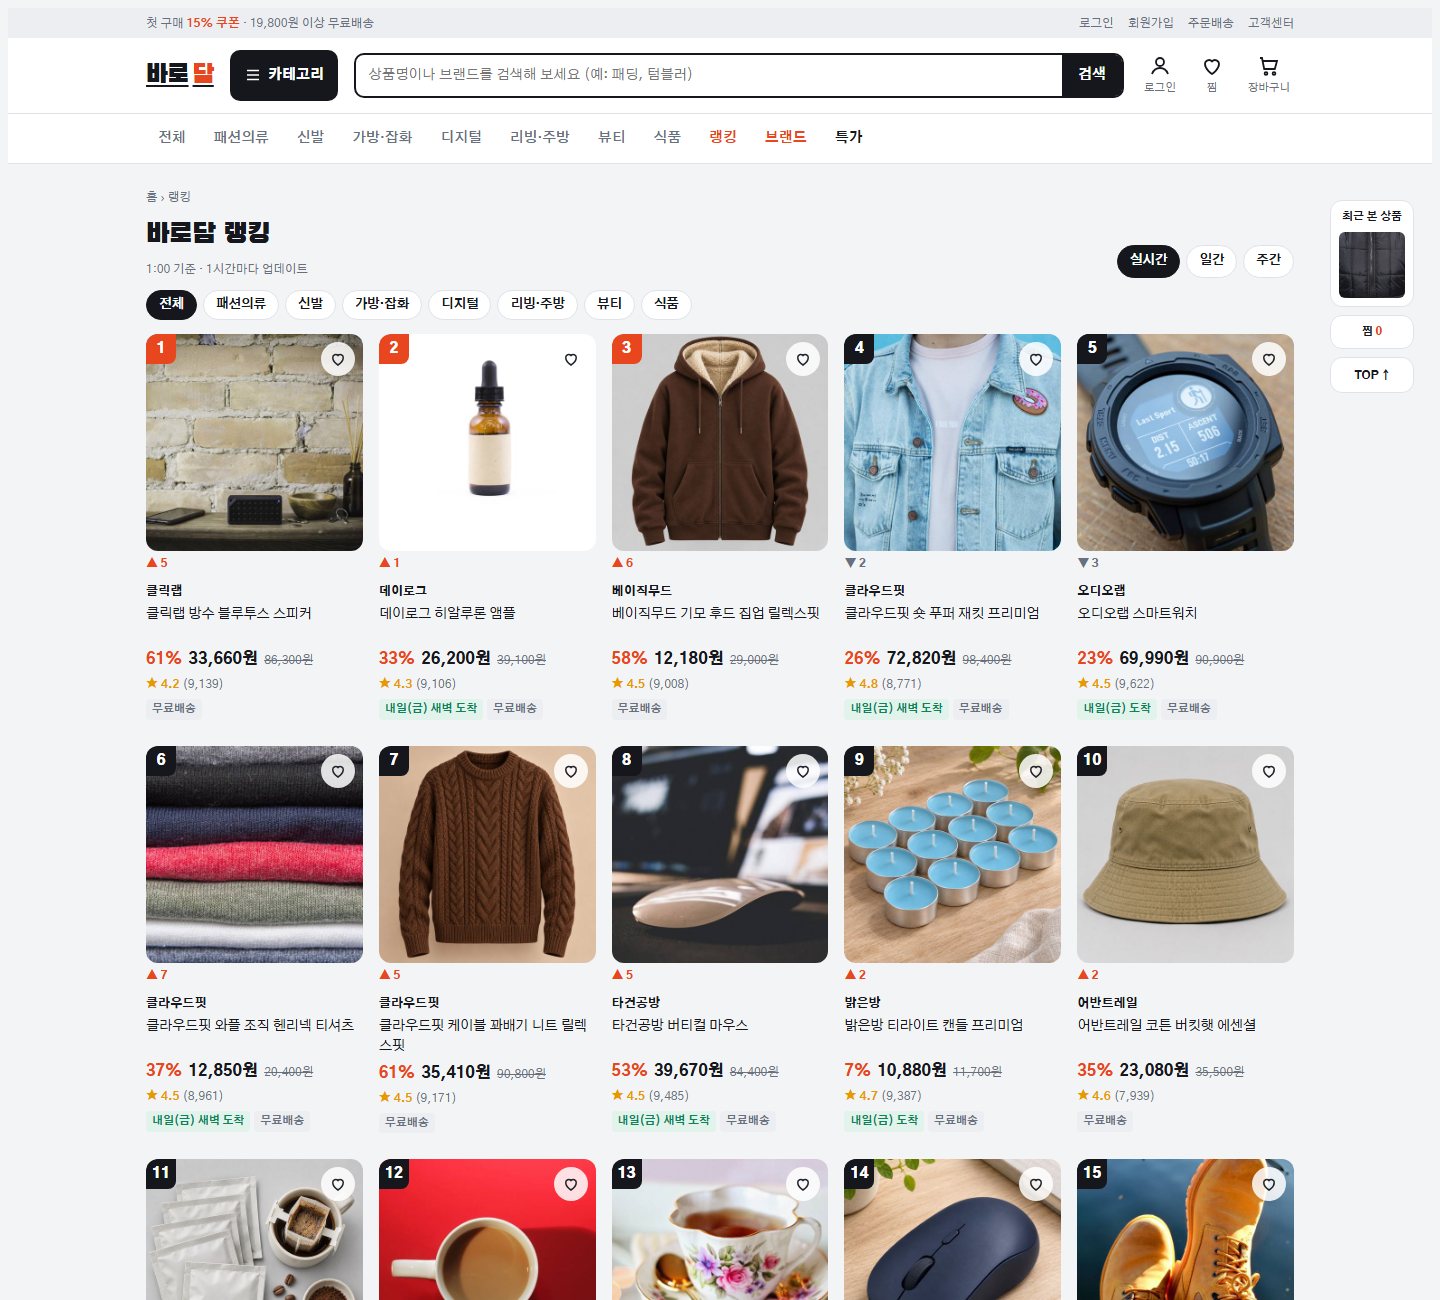 첫 구매 15% 쿠폰 · 19,800원 이상 무료배송
로그인 회원가입 주문배송 고객센터
바로담
카테고리
상품명이나 브랜드를 검색해 보세요 (예: 패딩, 텀블러)
검색
로그인 찜 장바구니
전체 패션의류 신발 가방·잡화 디지털 리빙·주방 뷰티 식품 랭킹 브랜드 특가
홈 › 랭킹
바로담 랭킹
1:00 기준 · 1시간마다 업데이트
실시간 일간 주간
전체 패션의류 신발 가방·잡화 디지털 리빙·주방 뷰티 식품
최근 본 상품
찜 0
TOP ↑
1
▲ 5
클릭랩
클릭랩 방수 블루투스 스피커
61% 33,660원 86,300원
★ 4.2 (9,139)
무료배송
2
▲ 1
데이로그
데이로그 히알루론 앰플
33% 26,200원 39,100원
★ 4.3 (9,106)
내일(금) 새벽 도착 무료배송
3
▲ 6
베이직무드
베이직무드 기모 후드 집업 릴렉스핏
58% 12,180원 29,000원
★ 4.5 (9,008)
무료배송
4
▼ 2
클라우드핏
클라우드핏 숏 푸퍼 재킷 프리미엄
26% 72,820원 98,400원
★ 4.8 (8,771)
내일(금) 새벽 도착 무료배송
5
Last Sport
DIST
2.15
ASCENT
506
50:17
▼ 3
오디오랩
오디오랩 스마트워치
23% 69,990원 90,900원
★ 4.5 (9,622)
내일(금) 도착 무료배송
6
▲ 7
클라우드핏
클라우드핏 와플 조직 헨리넥 티셔츠
37% 12,850원 20,400원
★ 4.5 (8,961)
내일(금) 새벽 도착 무료배송
7
▲ 5
클라우드핏
클라우드핏 케이블 꽈배기 니트 릴렉
스핏
61% 35,410원 90,800원
★ 4.5 (9,171)
무료배송
8
▲ 5
타건공방
타건공방 버티컬 마우스
53% 39,670원 84,400원
★ 4.5 (9,485)
내일(금) 새벽 도착 무료배송
9
▲ 2
밝은방
밝은방 티라이트 캔들 프리미엄
7% 10,880원 11,700원
★ 4.7 (9,387)
내일(금) 도착 무료배송
10
▲ 2
어반트레일
어반트레일 코튼 버킷햇 에센셜
35% 23,080원 35,500원
★ 4.6 (7,939)
무료배송
11
12
13
14
15